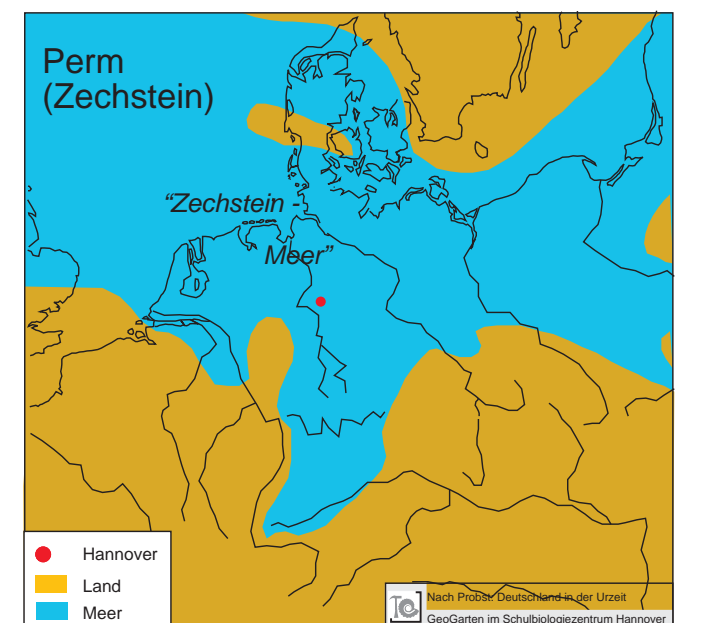 Perm
(Zechstein)
“Zechstein -
Meer”
Hannover
Land
Meer
Nach Probst: Deutschland in der Urzeit
GeoGarten im Schulbiologiezentrum Hannover